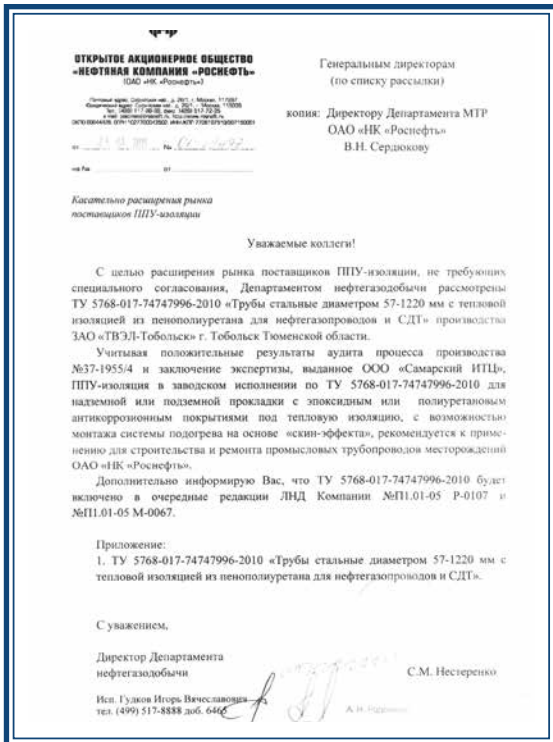 ОТКРЫТОЕ АКЦИОНЕРНОЕ ОБЩЕСТВО
«НЕФТЯНАЯ КОМПАНИЯ «РОСНЕФТЬ»
(ОАО «НК «Роснефть»)
от № 
на № от
Генеральным директорам
(по списку рассылки)
копия: Директору Департамента МТР
ОАО «НК «Роснефть»
В.Н. Сердюкову
Касательно расширения рынка
поставщиков ППУ-изоляции
Уважаемые коллеги!
С целью расширения рынка поставщиков ППУ-изоляции, не требующих
специального согласования, Департаментом нефтегазодобычи рассмотрены
ТУ 5768-017-74747996-2010 «Трубы стальные диаметром 57-1220 мм с тепловой
изоляцией из пенополиуретана для нефтегазопроводов и СДТ» производства
ЗАО «ТВЭЛ-Тобольск» г. Тобольск Тюменской области.
Учитывая положительные результаты аудита процесса производства
№37-1955/4 и заключение экспертизы, выданное ООО «Самарский ИТЦ»,
ППУ-изоляция в заводском исполнении по ТУ 5768-017-74747996-2010 для
надземной или подземной прокладки с эпоксидным или полиуретановым
антикоррозионным покрытиями под тепловую изоляцию, с возможностью
монтажа системы подогрева на основе «скин-эффекта», рекомендуется к приме-
нению для строительства и ремонта промысловых трубопроводов месторождений
ОАО «НК «Роснефть».
Дополнительно информирую Вас, что ТУ 5768-017-74747996-2010 будет
включено в очередные редакции ЛНД Компании №П1.01-05 Р-0107 и
№П1.01-05 М-0067.
Приложение:
1. ТУ 5768-017-74747996-2010 «Трубы стальные диаметром 57-1220 мм с
тепловой изоляцией из пенополиуретана для нефтегазопроводов и СДТ».
С уважением,
Директор Департамента
нефтегазодобычи
С.М. Нестеренко
Исп. Гудков Игорь Вячеславович
тел. (499) 517-8888 доб. 6465